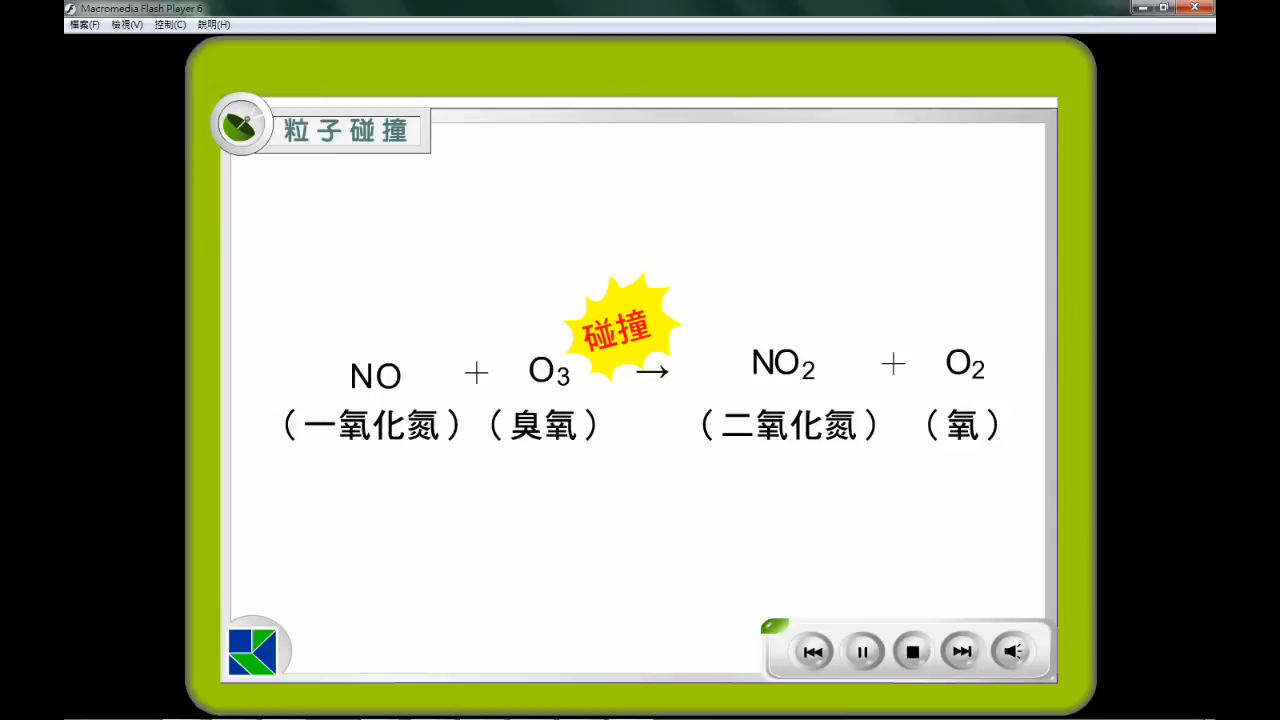 Macromedia Flash Player 6
檔案(F) 檢視(V) 控制(C) 說明(H)
粒子碰撞
碰撞
NO + O₃ → NO₂ + O₂
(一氧化氮) (臭氧) (二氧化氮) (氧)